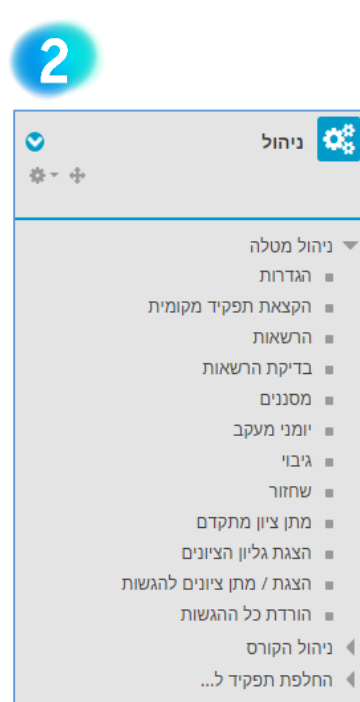 2
ניהול
ניהול מטלה
הגדרות
הקצאת תפקיד מקומית
הרשאות
בדיקת הרשאות
מסננים
יומני מעקב
גיבוי
שחזור
מתן ציון מתקדם
הצגת גליון הציונים
הצגת / מתן ציונים להגשות
הורדת כל ההגשות
ניהול הקורס
החלפת תפקיד ל...